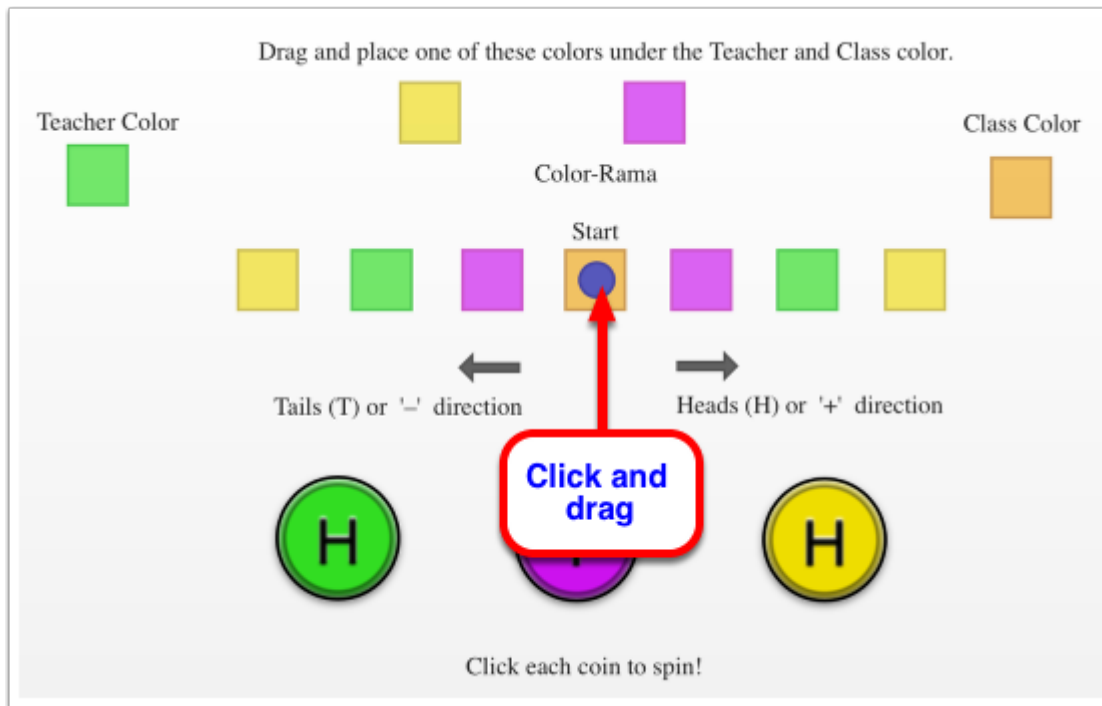 Drag and place one of these colors under the Teacher and Class color.
Teacher Color
Class Color
Color-Rama
Start
Tails (T) or '–' direction
Heads (H) or '+' direction
Click and
drag
H
H
Click each coin to spin!